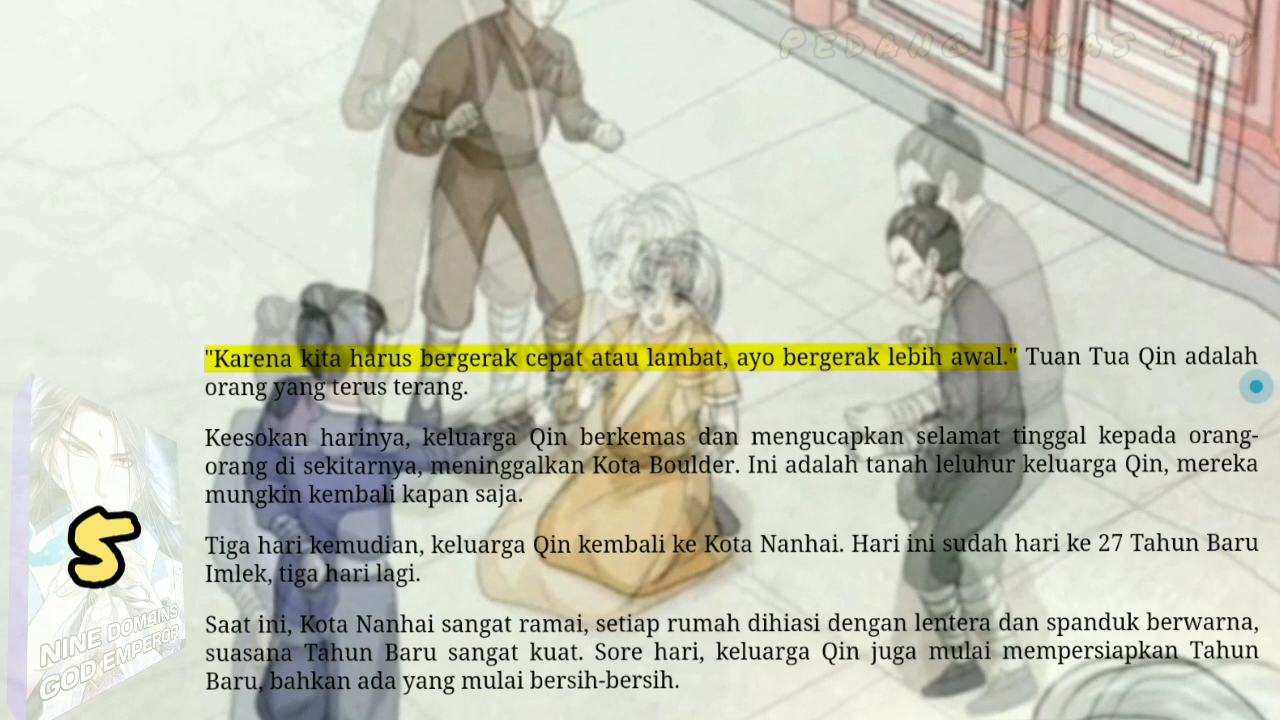 PEDANG EMAS ITU
"Karena kita harus bergerak cepat atau lambat, ayo bergerak lebih awal." Tuan Tua Qin adalah
orang yang terus terang.
Keesokan harinya, keluarga Qin berkemas dan mengucapkan selamat tinggal kepada orang-
orang di sekitarnya, meninggalkan Kota Boulder. Ini adalah tanah leluhur keluarga Qin, mereka
mungkin kembali kapan saja.
Tiga hari kemudian, keluarga Qin kembali ke Kota Nanhai. Hari ini sudah hari ke 27 Tahun Baru
Imlek, tiga hari lagi.
Saat ini, Kota Nanhai sangat ramai, setiap rumah dihiasi dengan lentera dan spanduk berwarna,
suasana Tahun Baru sangat kuat. Sore hari, keluarga Qin juga mulai mempersiapkan Tahun
Baru, bahkan ada yang mulai bersih-bersih.
5
NINE DOMAINS
GOD EMPEROR